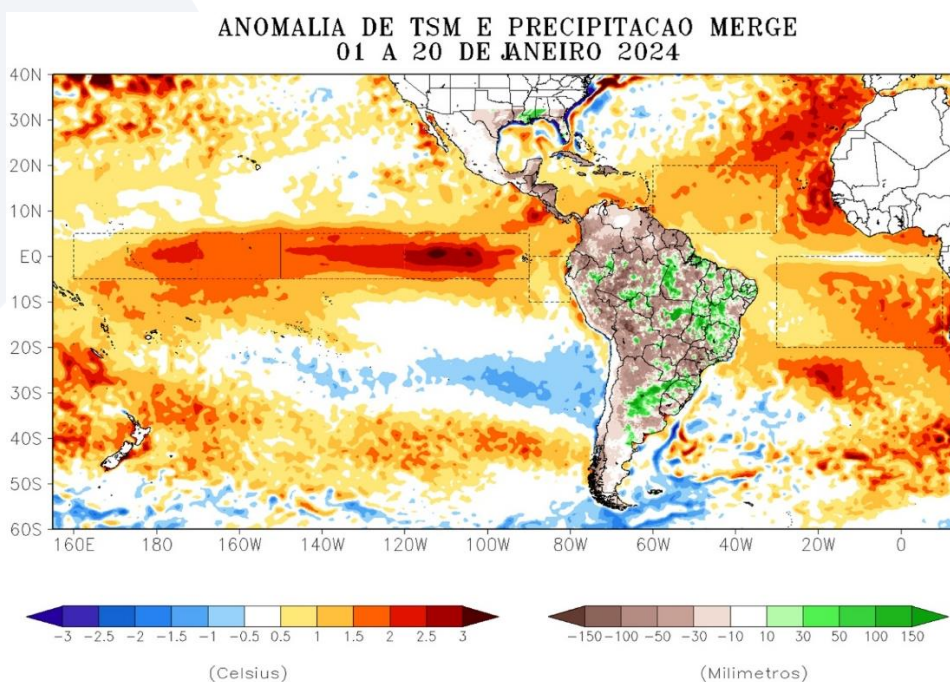 ANOMALIA DE TSM E PRECIPITACAO MERGE
01 A 20 DE JANEIRO 2024
40N
30N
20N
10N
EQ
10S
20S
30S
40S
50S
60S
160E 180 160W 140W 120W 100W 80W 60W 40W 20W 0
-3 -2.5 -2 -1.5 -1 -0.5 0.5 1 1.5 2 2.5 3
(Celsius)
-150 -100 -50 -30 -10 10 30 50 100 150
(Milimetros)